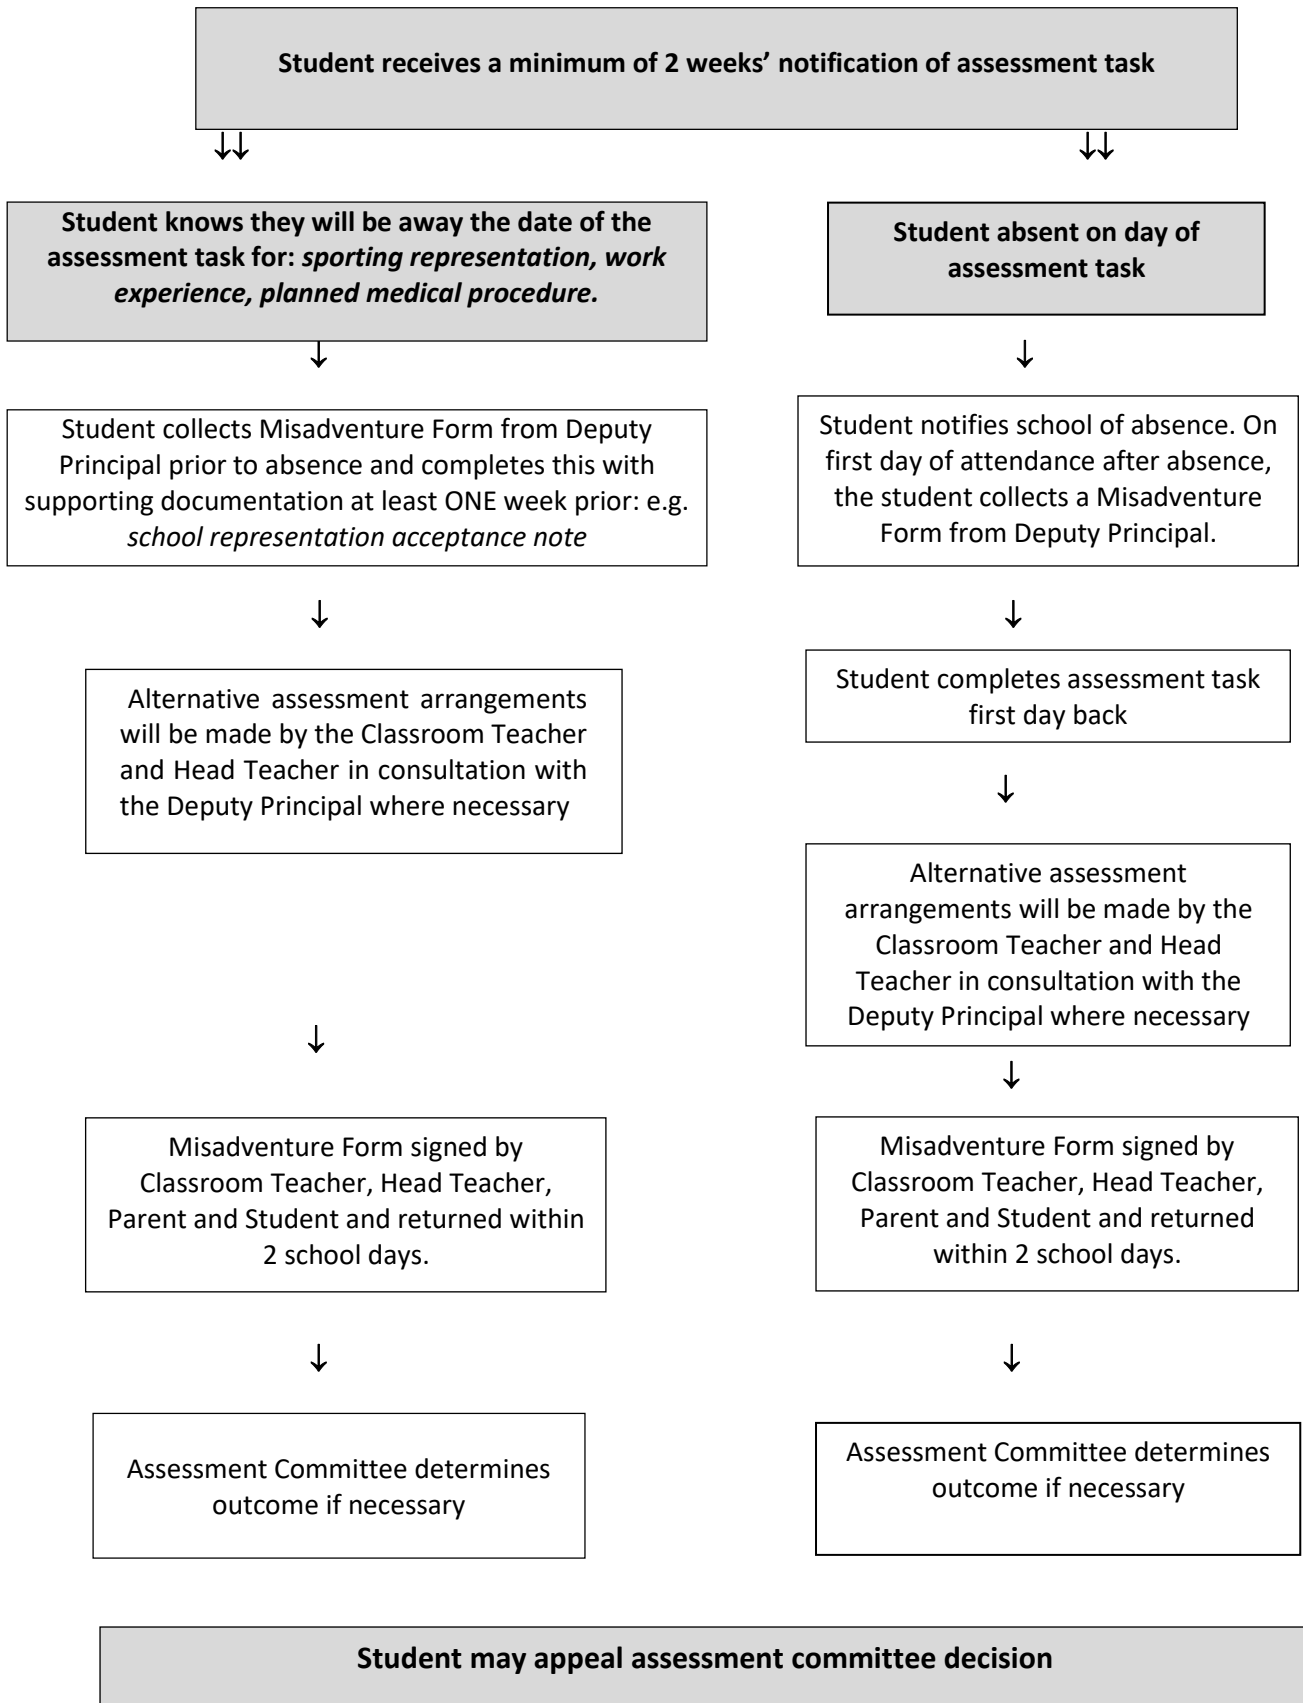 Student receives a minimum of 2 weeks’ notification of assessment task
↓↓
↓↓
Student knows they will be away the date of the
assessment task for: sporting representation, work
experience, planned medical procedure.
↓
Student collects Misadventure Form from Deputy
Principal prior to absence and completes this with
supporting documentation at least ONE week prior: e.g.
school representation acceptance note
↓
Alternative assessment arrangements
will be made by the Classroom Teacher
and Head Teacher in consultation with
the Deputy Principal where necessary
↓
Misadventure Form signed by
Classroom Teacher, Head Teacher,
Parent and Student and returned within
2 school days.
↓
Assessment Committee determines
outcome if necessary
Student absent on day of
assessment task
↓
Student notifies school of absence. On
first day of attendance after absence,
the student collects a Misadventure
Form from Deputy Principal.
↓
Student completes assessment task
first day back
↓
Alternative assessment
arrangements will be made by the
Classroom Teacher and Head
Teacher in consultation with the
Deputy Principal where necessary
↓
Misadventure Form signed by
Classroom Teacher, Head Teacher,
Parent and Student and returned
within 2 school days.
↓
Assessment Committee determines
outcome if necessary
Student may appeal assessment committee decision